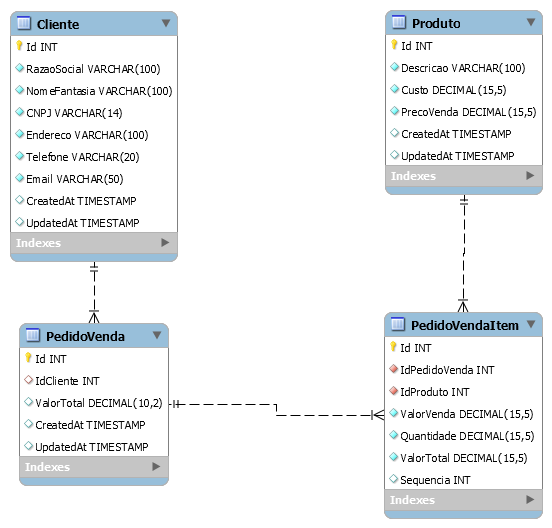 Cliente
Id INT
RazaoSocial VARCHAR(100)
NomeFantasia VARCHAR(100)
CNPJ VARCHAR(14)
Endereco VARCHAR(100)
Telefone VARCHAR(20)
Email VARCHAR(50)
CreatedAt TIMESTAMP
UpdatedAt TIMESTAMP
Indexes
Produto
Id INT
Descricao VARCHAR(100)
Custo DECIMAL(15,5)
PrecoVenda DECIMAL(15,5)
CreatedAt TIMESTAMP
UpdatedAt TIMESTAMP
Indexes
PedidoVenda
Id INT
IdCliente INT
ValorTotal DECIMAL(10,2)
CreatedAt TIMESTAMP
UpdatedAt TIMESTAMP
Indexes
PedidoVendaItem
Id INT
IdPedidoVenda INT
IdProduto INT
ValorVenda DECIMAL(15,5)
Quantidade DECIMAL(15,5)
ValorTotal DECIMAL(15,5)
Sequencia INT
Indexes